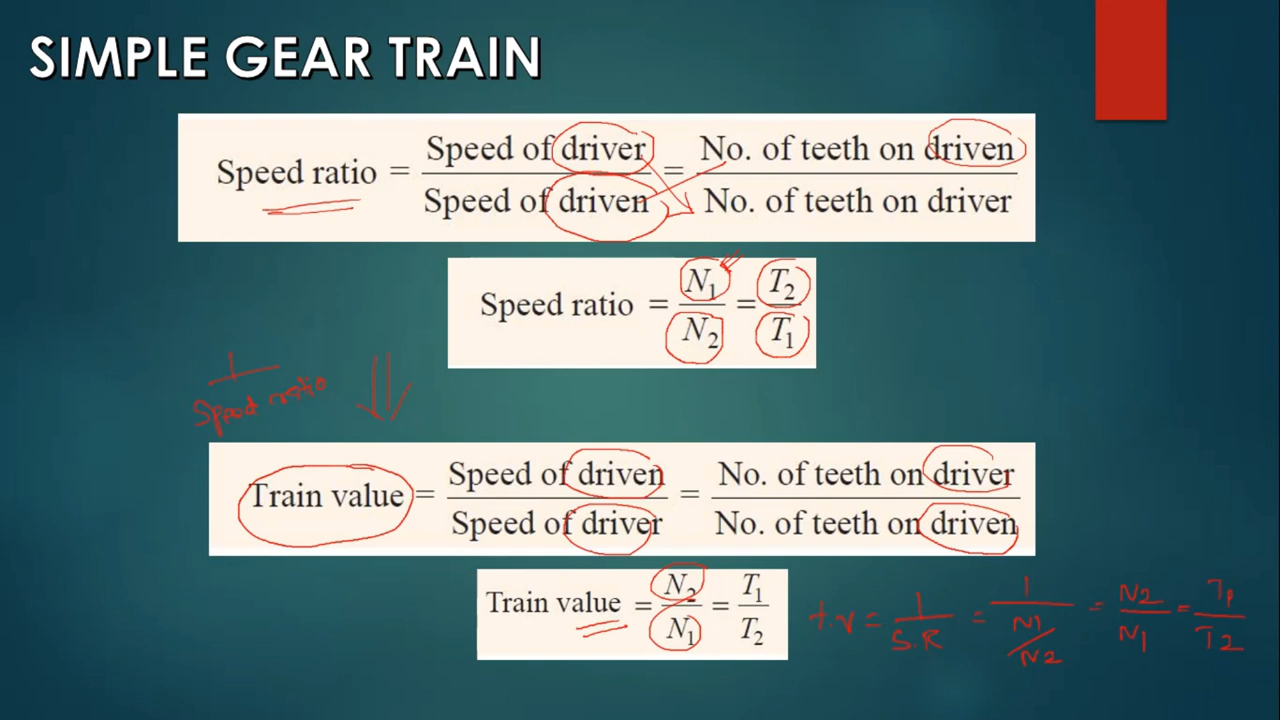 SIMPLE GEAR TRAIN
Speed ratio = Speed of driver / Speed of driven = No. of teeth on driven / No. of teeth on driver
Speed ratio = N₁ / N₂ = T₂ / T₁
1 / Speed ratio
Train value = Speed of driven / Speed of driver = No. of teeth on driver / No. of teeth on driven
Train value = N₂ / N₁ = T₁ / T₂
t.v = 1 / S.R = 1 / N1/N2 = N2 / N1 = T1 / T2